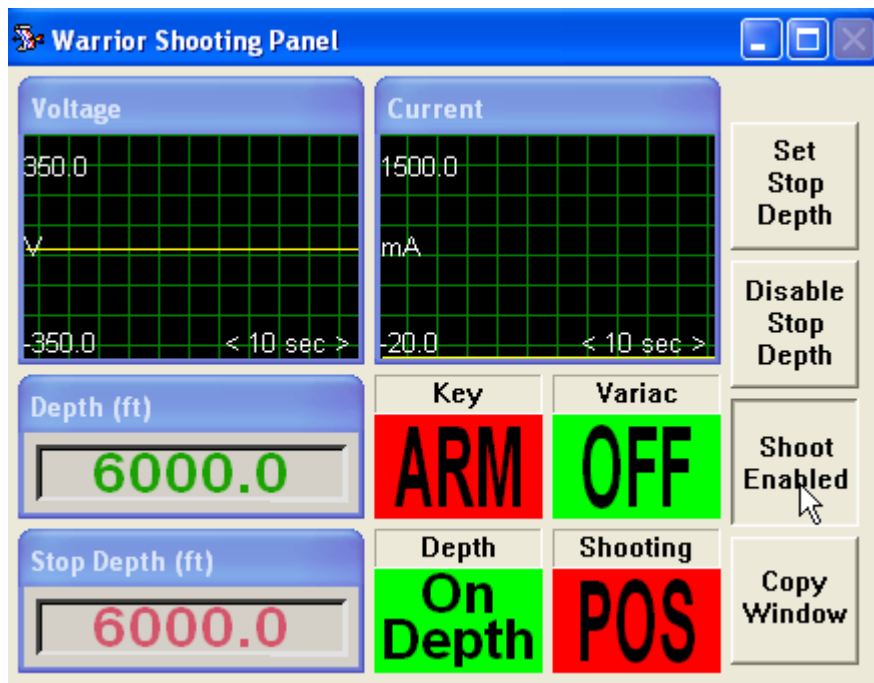 Warrior Shooting Panel
Voltage
350.0
V
-350.0
< 10 sec >
Current
1500.0
mA
-20.0
< 10 sec >
Set
Stop
Depth
Disable
Stop
Depth
Depth (ft)
6000.0
Key
ARM
Variac
OFF
Shoot
Enabled
Stop Depth (ft)
6000.0
Depth
On
Depth
Shooting
POS
Copy
Window